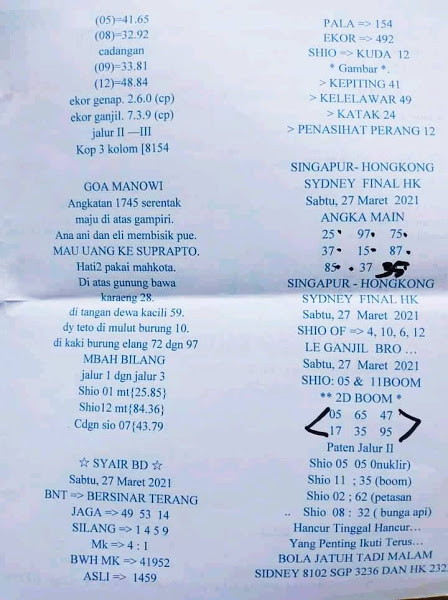 (05)=41.65
(08)=32.92
cadangan
(09)=33.81
(12)=48.84
ekor genap. 2.6.0 (cp)
ekor ganjil. 7.3.9 (cp)
jalur II —III
Kop 3 kolom [8154
GOA MANOWI
Angkatan 1745 serentak
maju di atas gampiri.
Ana ani dan eli membisik pue.
MAU UANG KE SUPRAPTO.
Hati2 pakai mahkota.
Di atas gunung bawa
karaeng 28.
di tangan dewa kacili 59.
dy teto di mulut burung 10.
di kaki burung elang 72 dgn 97
MBAH BILANG
jalur 1 dgn jalur 3
Shio 01 mt{25.85}
Shio12 mt{84.36}
Cdgn sio 07{43.79
☆ SYAIR BD ☆
Sabtu, 27 Maret 2021
BNT => BERSINAR TERANG
JAGA => 49 53 14
SILANG => 1 4 5 9
Mk => 4 : 1
BWH MK => 41952
ASLI => 1459
PALA => 154
EKOR => 492
SHIO => KUDA 12
* Gambar *.
> KEPITING 41
> KELELAWAR 49
> KATAK 24
> PENASIHAT PERANG 12
SINGAPUR- HONGKONG
SYDNEY FINAL HK
Sabtu, 27 Maret 2021
ANGKA MAIN
25 97 75
37 15 87
85 37 35
SINGAPUR - HONGKONG
SYDNEY FINAL HK
Sabtu, 27 Maret 2021
SHIO OF => 4, 10, 6, 12
LE GANJIL BRO ...
Sabtu, 27 Maret 2021
SHIO: 05 & 11BOOM
** 2D BOOM *
05 65 47
17 35 95
Paten Jalur II
Shio 05 05 0nuklir)
Shio 11 ; 35 (boom)
Shio 02 ; 62 (petasan
.. Shio 08 : 32 ( bunga api)
Hancur Tinggal Hancur...
Yang Penting Ikuti Terus...
BOLA JATUH TADI MALAM
SIDNEY 8102 SGP 3236 DAN HK 232